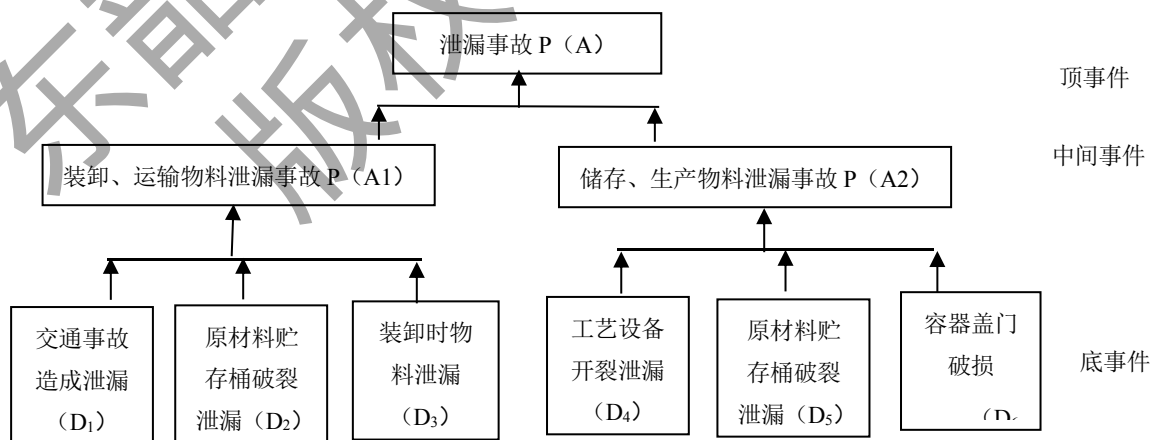 泄漏事故 P（A）
顶事件
装卸、运输物料泄漏事故 P（A1）
储存、生产物料泄漏事故 P（A2）
中间事件
交通事故
造成泄漏
（D₁）
原材料贮
存桶破裂
泄漏（D₂）
装卸时物
料泄漏
（D₃）
工艺设备
开裂泄漏
（D₄）
原材料贮
存桶破裂
泄漏（D₅）
容器盖门
破损
（D
底事件
东部
版权